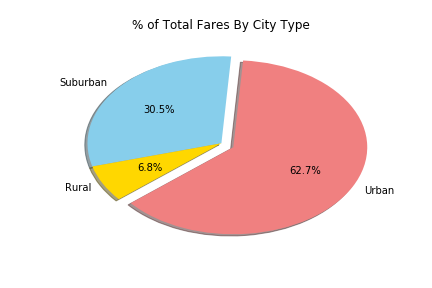 % of Total Fares By City Type
Suburban
30.5%
6.8%
Rural
62.7%
Urban